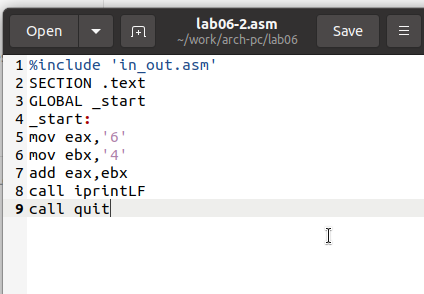 Open lab06-2.asm Save
~/work/arch-pc/lab06
1 %include 'in_out.asm'
2 SECTION .text
3 GLOBAL _start
4 _start:
5 mov eax,'6'
6 mov ebx,'4'
7 add eax,ebx
8 call iprintLF
9 call quit